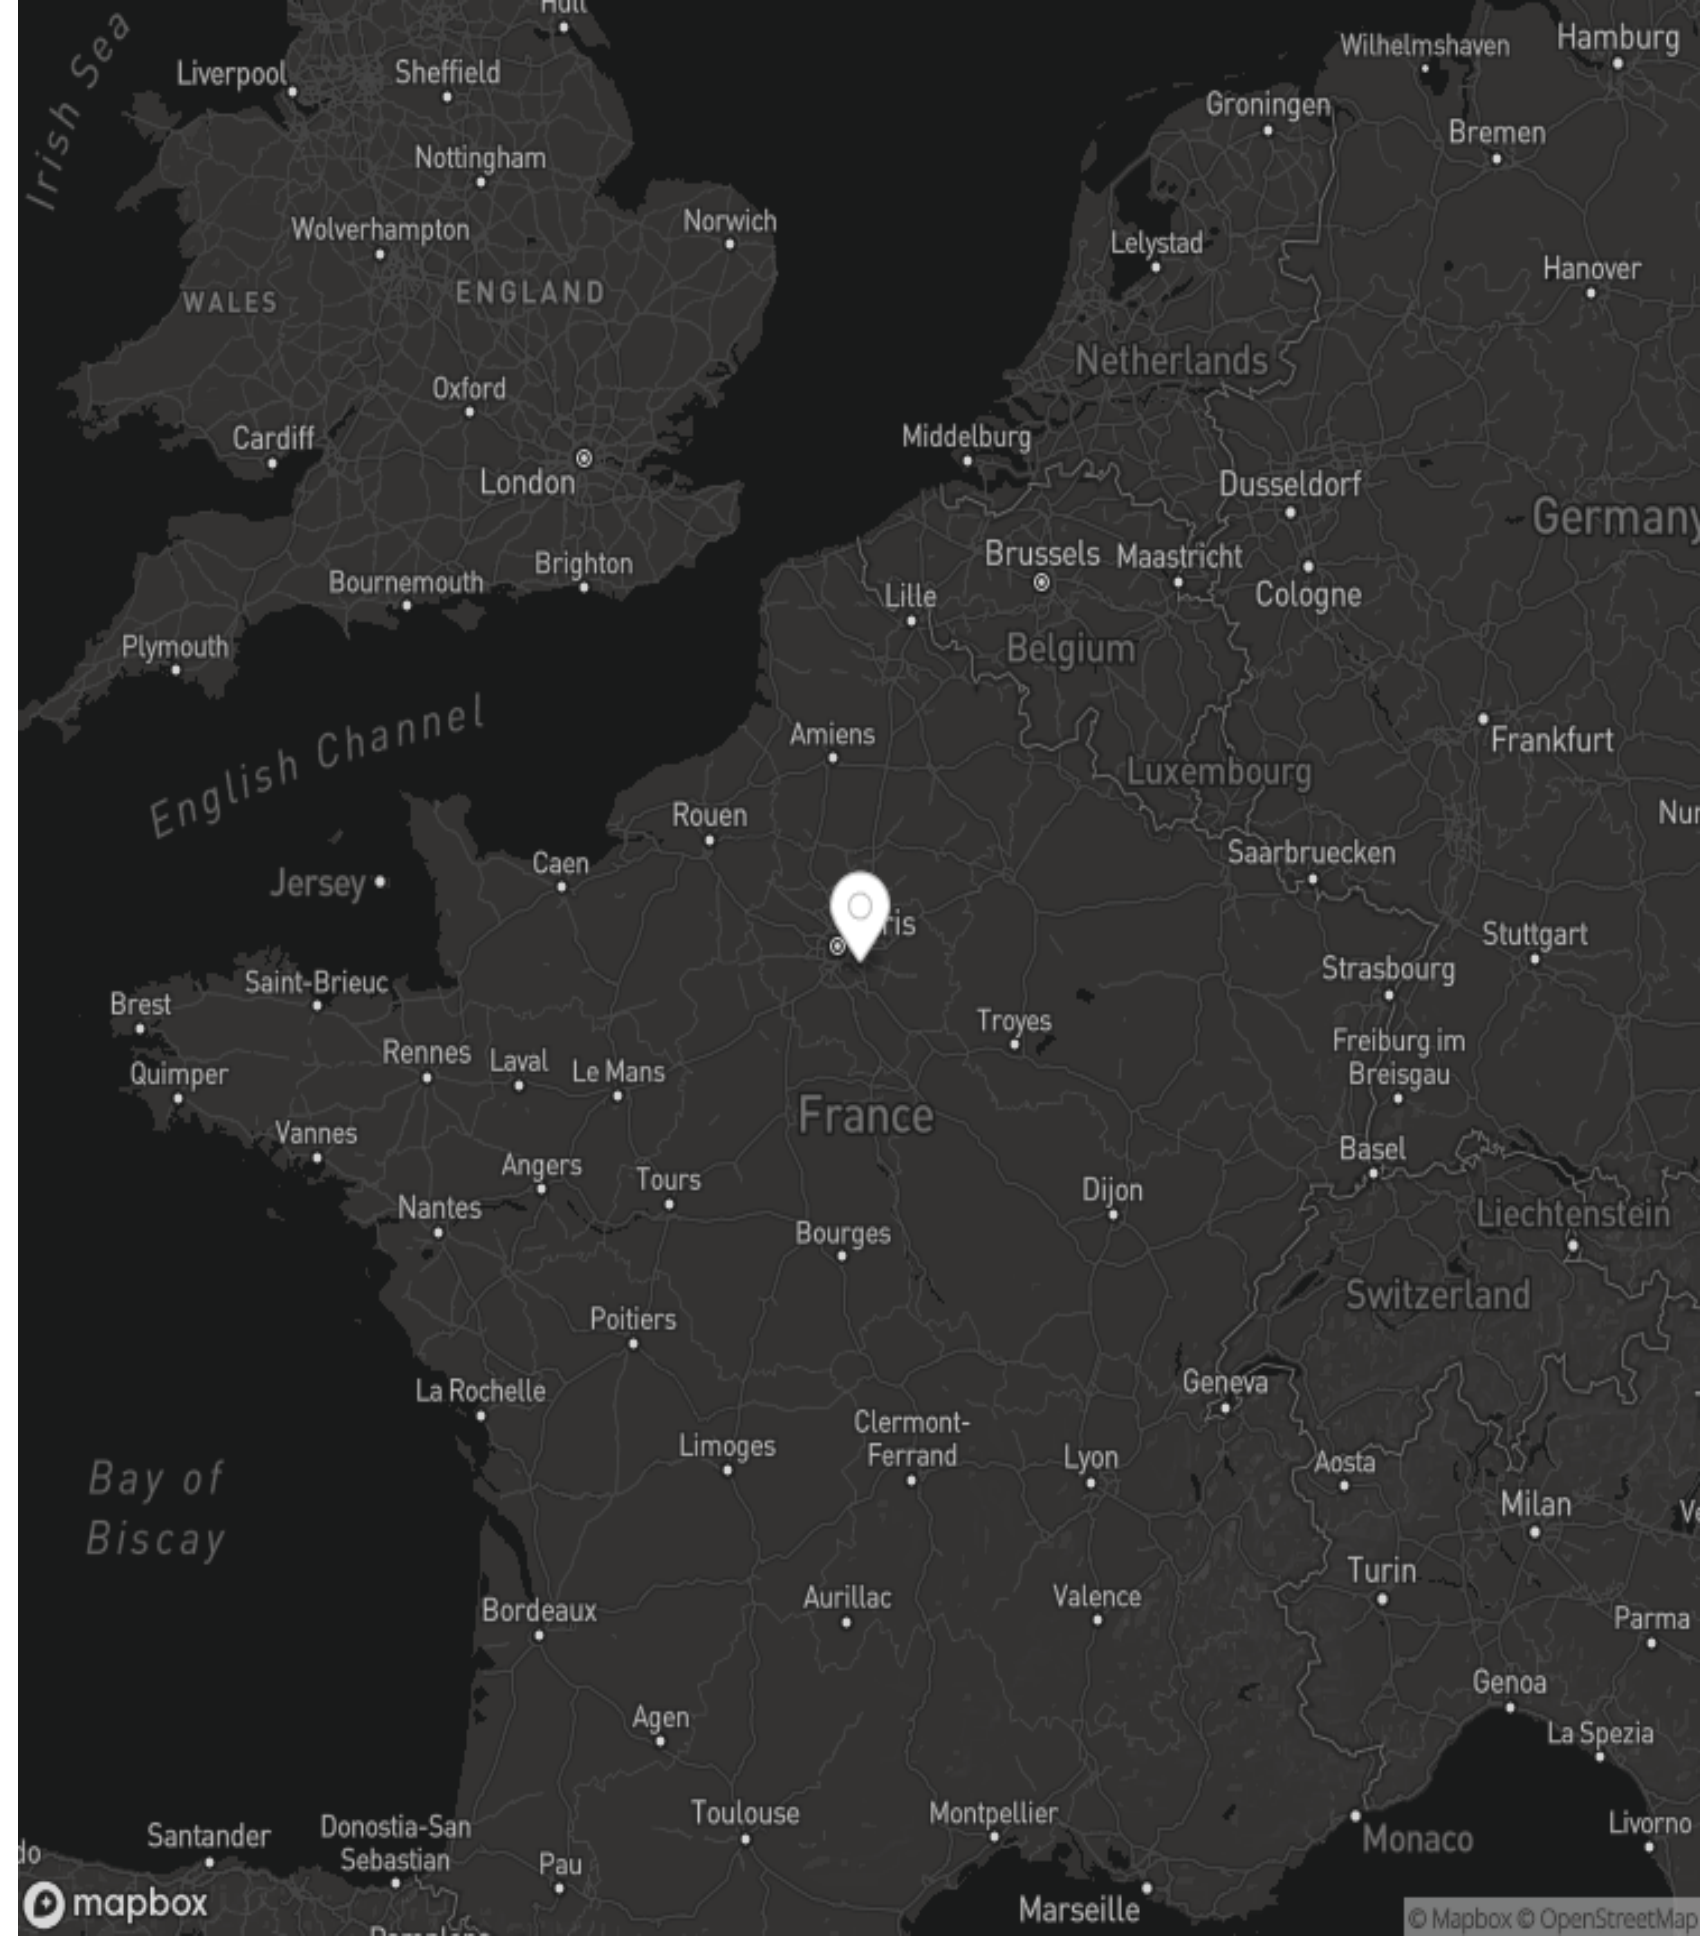 Hull
Irish Sea
Liverpool
Sheffield
Wilhelmshaven
Hamburg
Groningen
Bremen
Nottingham
Wolverhampton
Norwich
Lelystad
Hanover
WALES
ENGLAND
Netherlands
Oxford
Cardiff
Middelburg
London
Dusseldorf
Germany
Brighton
Brussels
Maastricht
Bournemouth
Lille
Cologne
Plymouth
Belgium
English Channel
Amiens
Frankfurt
Luxembourg
Rouen
Nur
Saarbruecken
Caen
Jersey
ris
Stuttgart
Strasbourg
Saint-Brieuc
Brest
Troyes
Freiburg im
Breisgau
Rennes
Laval
Le Mans
Quimper
France
Vannes
Basel
Angers
Tours
Dijon
Nantes
Liechtenstein
Bourges
Switzerland
Poitiers
Geneva
La Rochelle
Clermont-
Ferrand
Limoges
Lyon
Aosta
Bay of
Biscay
Milan
Ve
Turin
Aurillac
Valence
Bordeaux
Parma
Genoa
Agen
La Spezia
Toulouse
Montpellier
Livorno
Santander
Donostia-San
Sebastian
Monaco
do
Pau
mapbox
Marseille
© Mapbox © OpenStreetMap